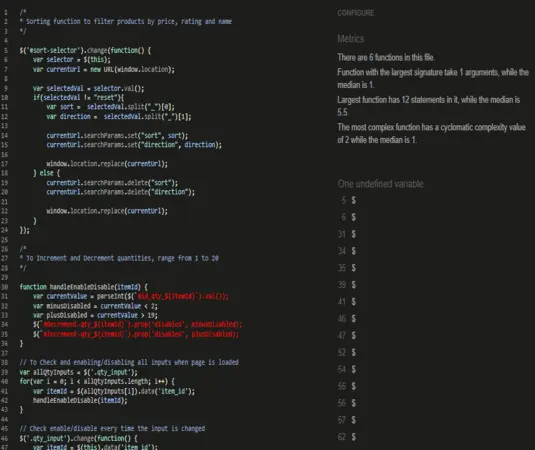 1 /*
2 * Sorting function to filter products by price, rating and name
3 */
4
5 $('#sort-selector').change(function() {
6 var selector = $(this);
7 var currentUrl = new URL(window.location);
8
9 var selectedVal = selector.val();
10 if(selectedVal != "reset"){
11 var sort = selectedVal.split("_")[0];
12 var direction = selectedVal.split("_")[1];
13
14 currentUrl.searchParams.set("sort", sort);
15 currentUrl.searchParams.set("direction", direction);
16
17 window.location.replace(currentUrl);
18 } else {
19 currentUrl.searchParams.delete("sort");
20 currentUrl.searchParams.delete("direction");
21
22 window.location.replace(currentUrl);
23 }
24 });
25
26 /*
27 * To Increment and Decrement quantities, range from 1 to 20
28 */
29
30 function handleEnableDisable(itemId) {
31 var currentValue = parseInt($(`#id_qty_${itemId}`).val());
32 var minusDisabled = currentValue < 2;
33 var plusDisabled = currentValue > 19;
34 $(`#decrement-qty_${itemId}`).prop('disabled', minusDisabled);
35 $(`#increment-qty_${itemId}`).prop('disabled', plusDisabled);
36 }
37
38 // To Check and enabling/disabling all inputs when page is loaded
39 var allQtyInputs = $('.qty_input');
40 for(var i = 0; i < allQtyInputs.length; i++) {
41 var itemId = $(allQtyInputs[i]).data('item_id');
42 handleEnableDisable(itemId);
43 }
44
45 // Check enable/disable every time the input is changed
46 $('.qty_input').change(function() {
47 var itemId = $(this).data('item_id');
CONFIGURE
Metrics
There are 6 functions in this file.
Function with the largest signature take 1 arguments, while the
median is 1.
Largest function has 12 statements in it, while the median is
5.5.
The most complex function has a cyclomatic complexity value
of 2 while the median is 1.
One undefined variable
5 $
6 $
31 $
34 $
35 $
39 $
41 $
46 $
47 $
52 $
54 $
55 $
56 $
57 $
62 $